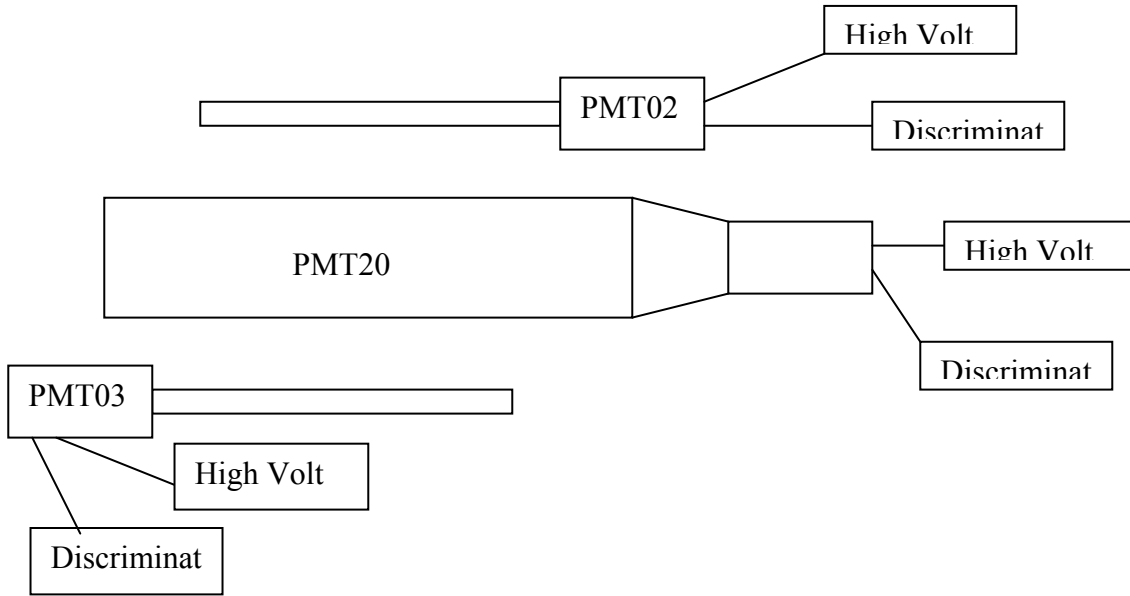 High Volt
PMT02
Discriminat
High Volt
PMT20
Discriminat
PMT03
High Volt
Discriminat